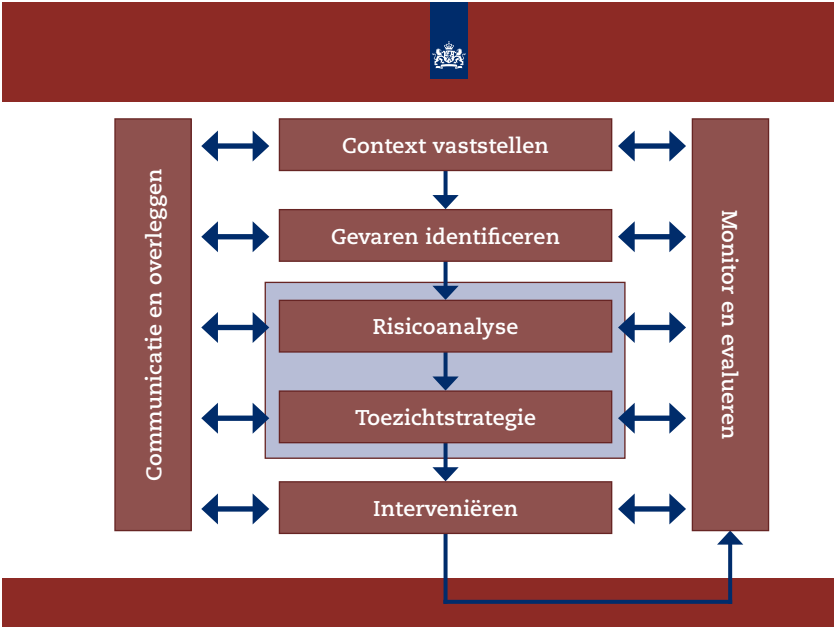 Context vaststellen
Gevaren identificeren
Risicoanalyse
Toezichtstrategie
Interveniëren
Communicatie en overleggen
Monitor en evalueren